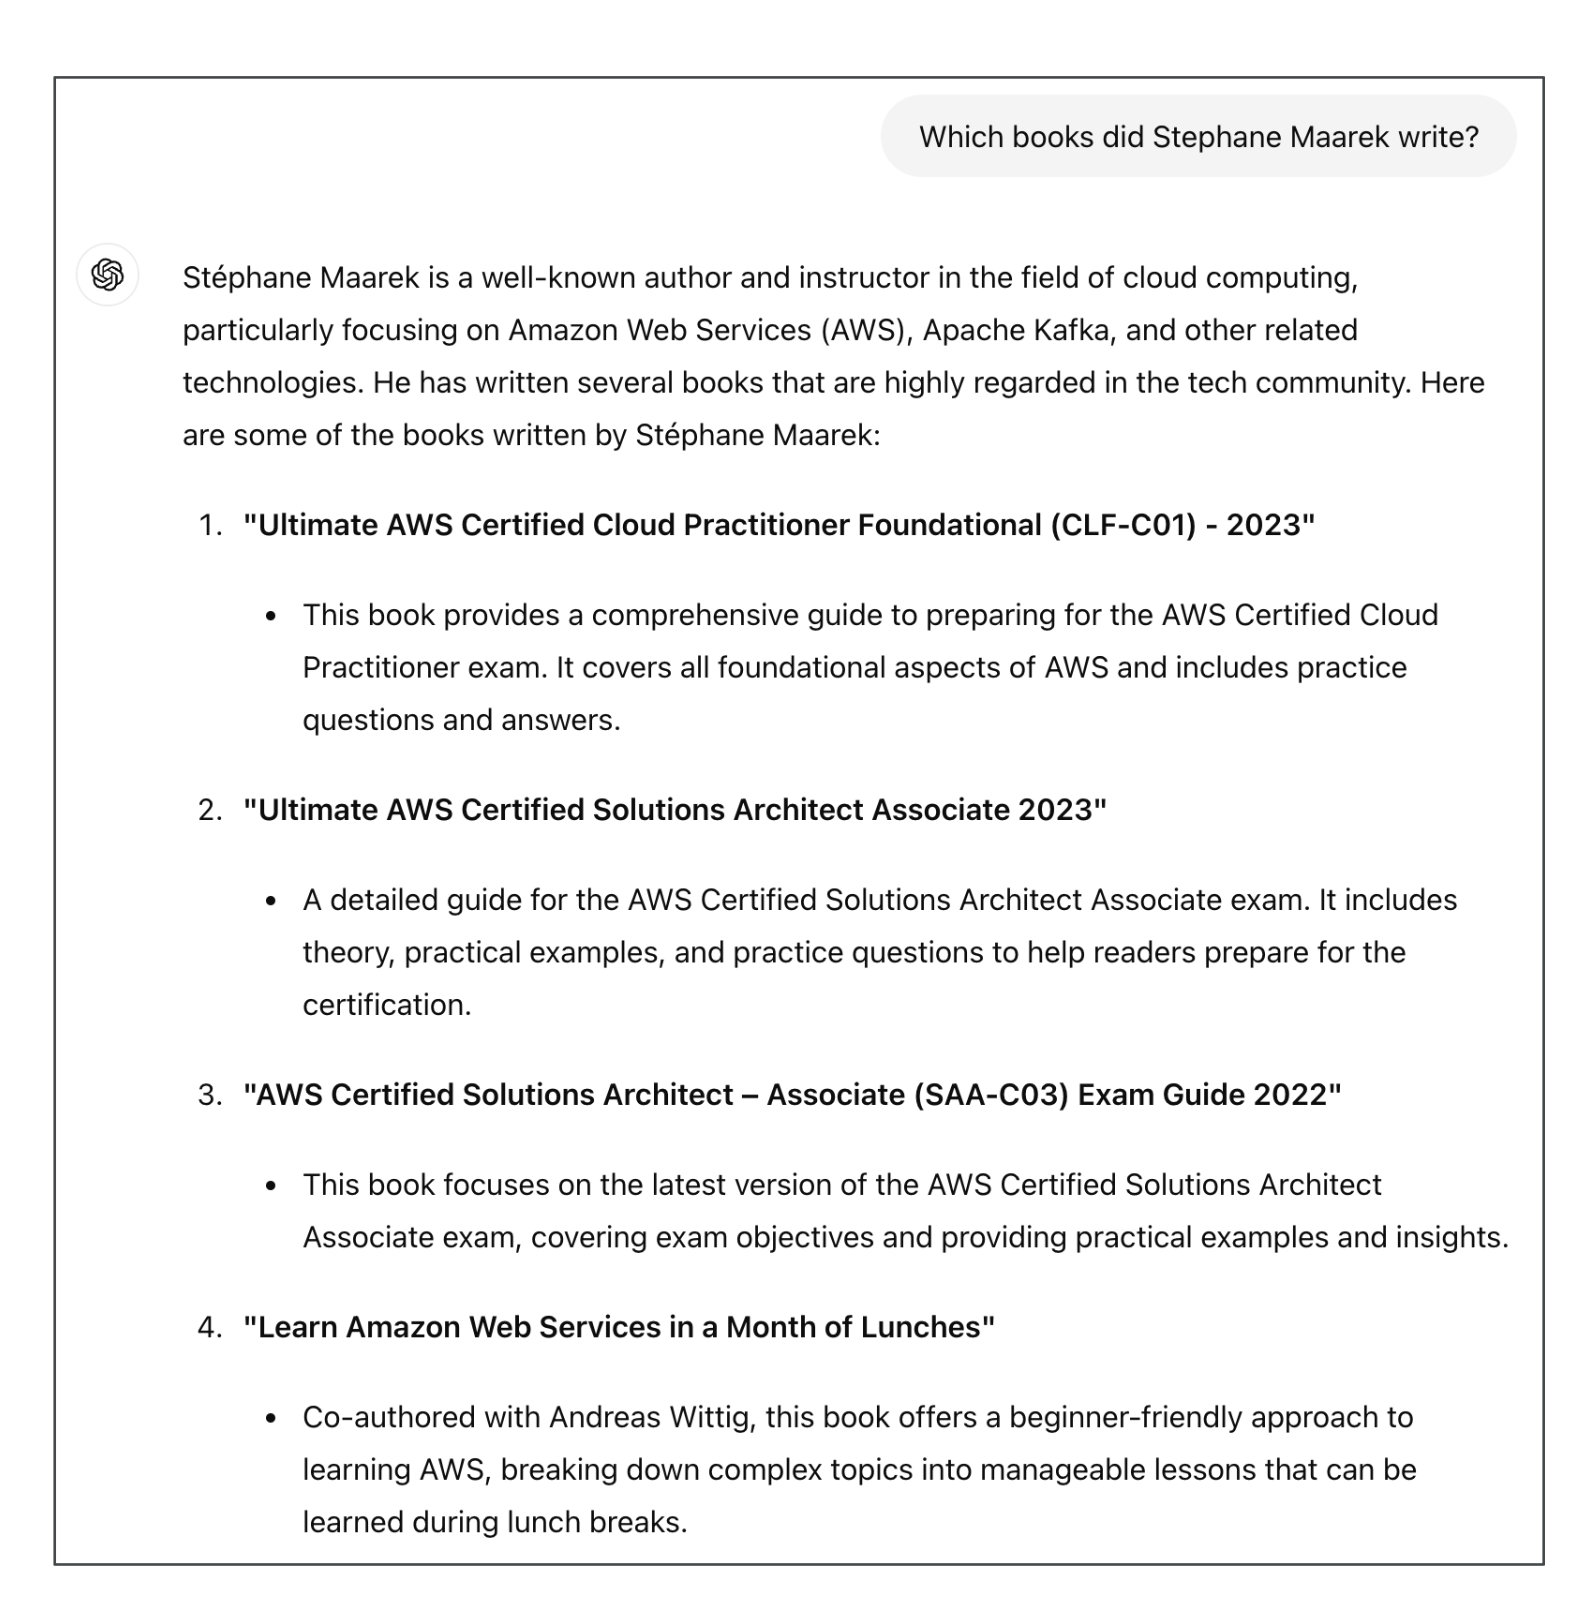 Which books did Stephane Maarek write?
Stéphane Maarek is a well-known author and instructor in the field of cloud computing,
particularly focusing on Amazon Web Services (AWS), Apache Kafka, and other related
technologies. He has written several books that are highly regarded in the tech community. Here
are some of the books written by Stéphane Maarek:
1. "Ultimate AWS Certified Cloud Practitioner Foundational (CLF-C01) - 2023"
• This book provides a comprehensive guide to preparing for the AWS Certified Cloud
Practitioner exam. It covers all foundational aspects of AWS and includes practice
questions and answers.
2. "Ultimate AWS Certified Solutions Architect Associate 2023"
• A detailed guide for the AWS Certified Solutions Architect Associate exam. It includes
theory, practical examples, and practice questions to help readers prepare for the
certification.
3. "AWS Certified Solutions Architect – Associate (SAA-C03) Exam Guide 2022"
• This book focuses on the latest version of the AWS Certified Solutions Architect
Associate exam, covering exam objectives and providing practical examples and insights.
4. "Learn Amazon Web Services in a Month of Lunches"
• Co-authored with Andreas Wittig, this book offers a beginner-friendly approach to
learning AWS, breaking down complex topics into manageable lessons that can be
learned during lunch breaks.